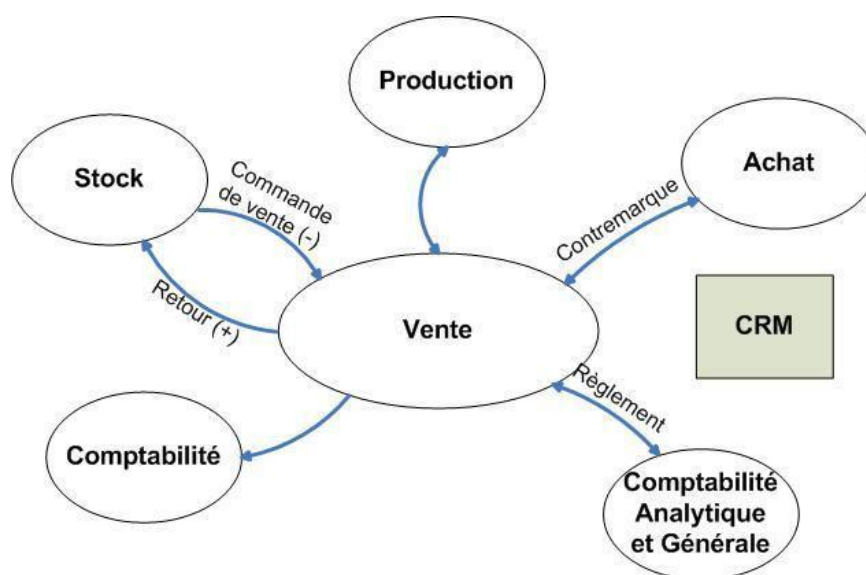 Production
Stock
Commande
de vente (-)
Retour (+)
Contremarque
Achat
Vente
CRM
Règlement
Comptabilité
Comptabilité
Analytique
et Générale